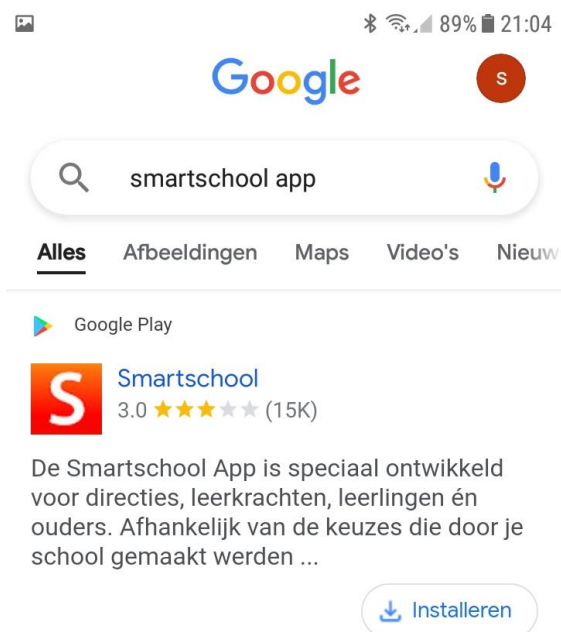 89% 21:04
Google
S
smartschool app
Alles Afbeeldingen Maps Video's Nieuw
Google Play
S
Smartschool
3.0 (15K)
De Smartschool App is speciaal ontwikkeld
voor directies, leerkrachten, leerlingen én
ouders. Afhankelijk van de keuzes die door je
school gemaakt werden ...
Installeren